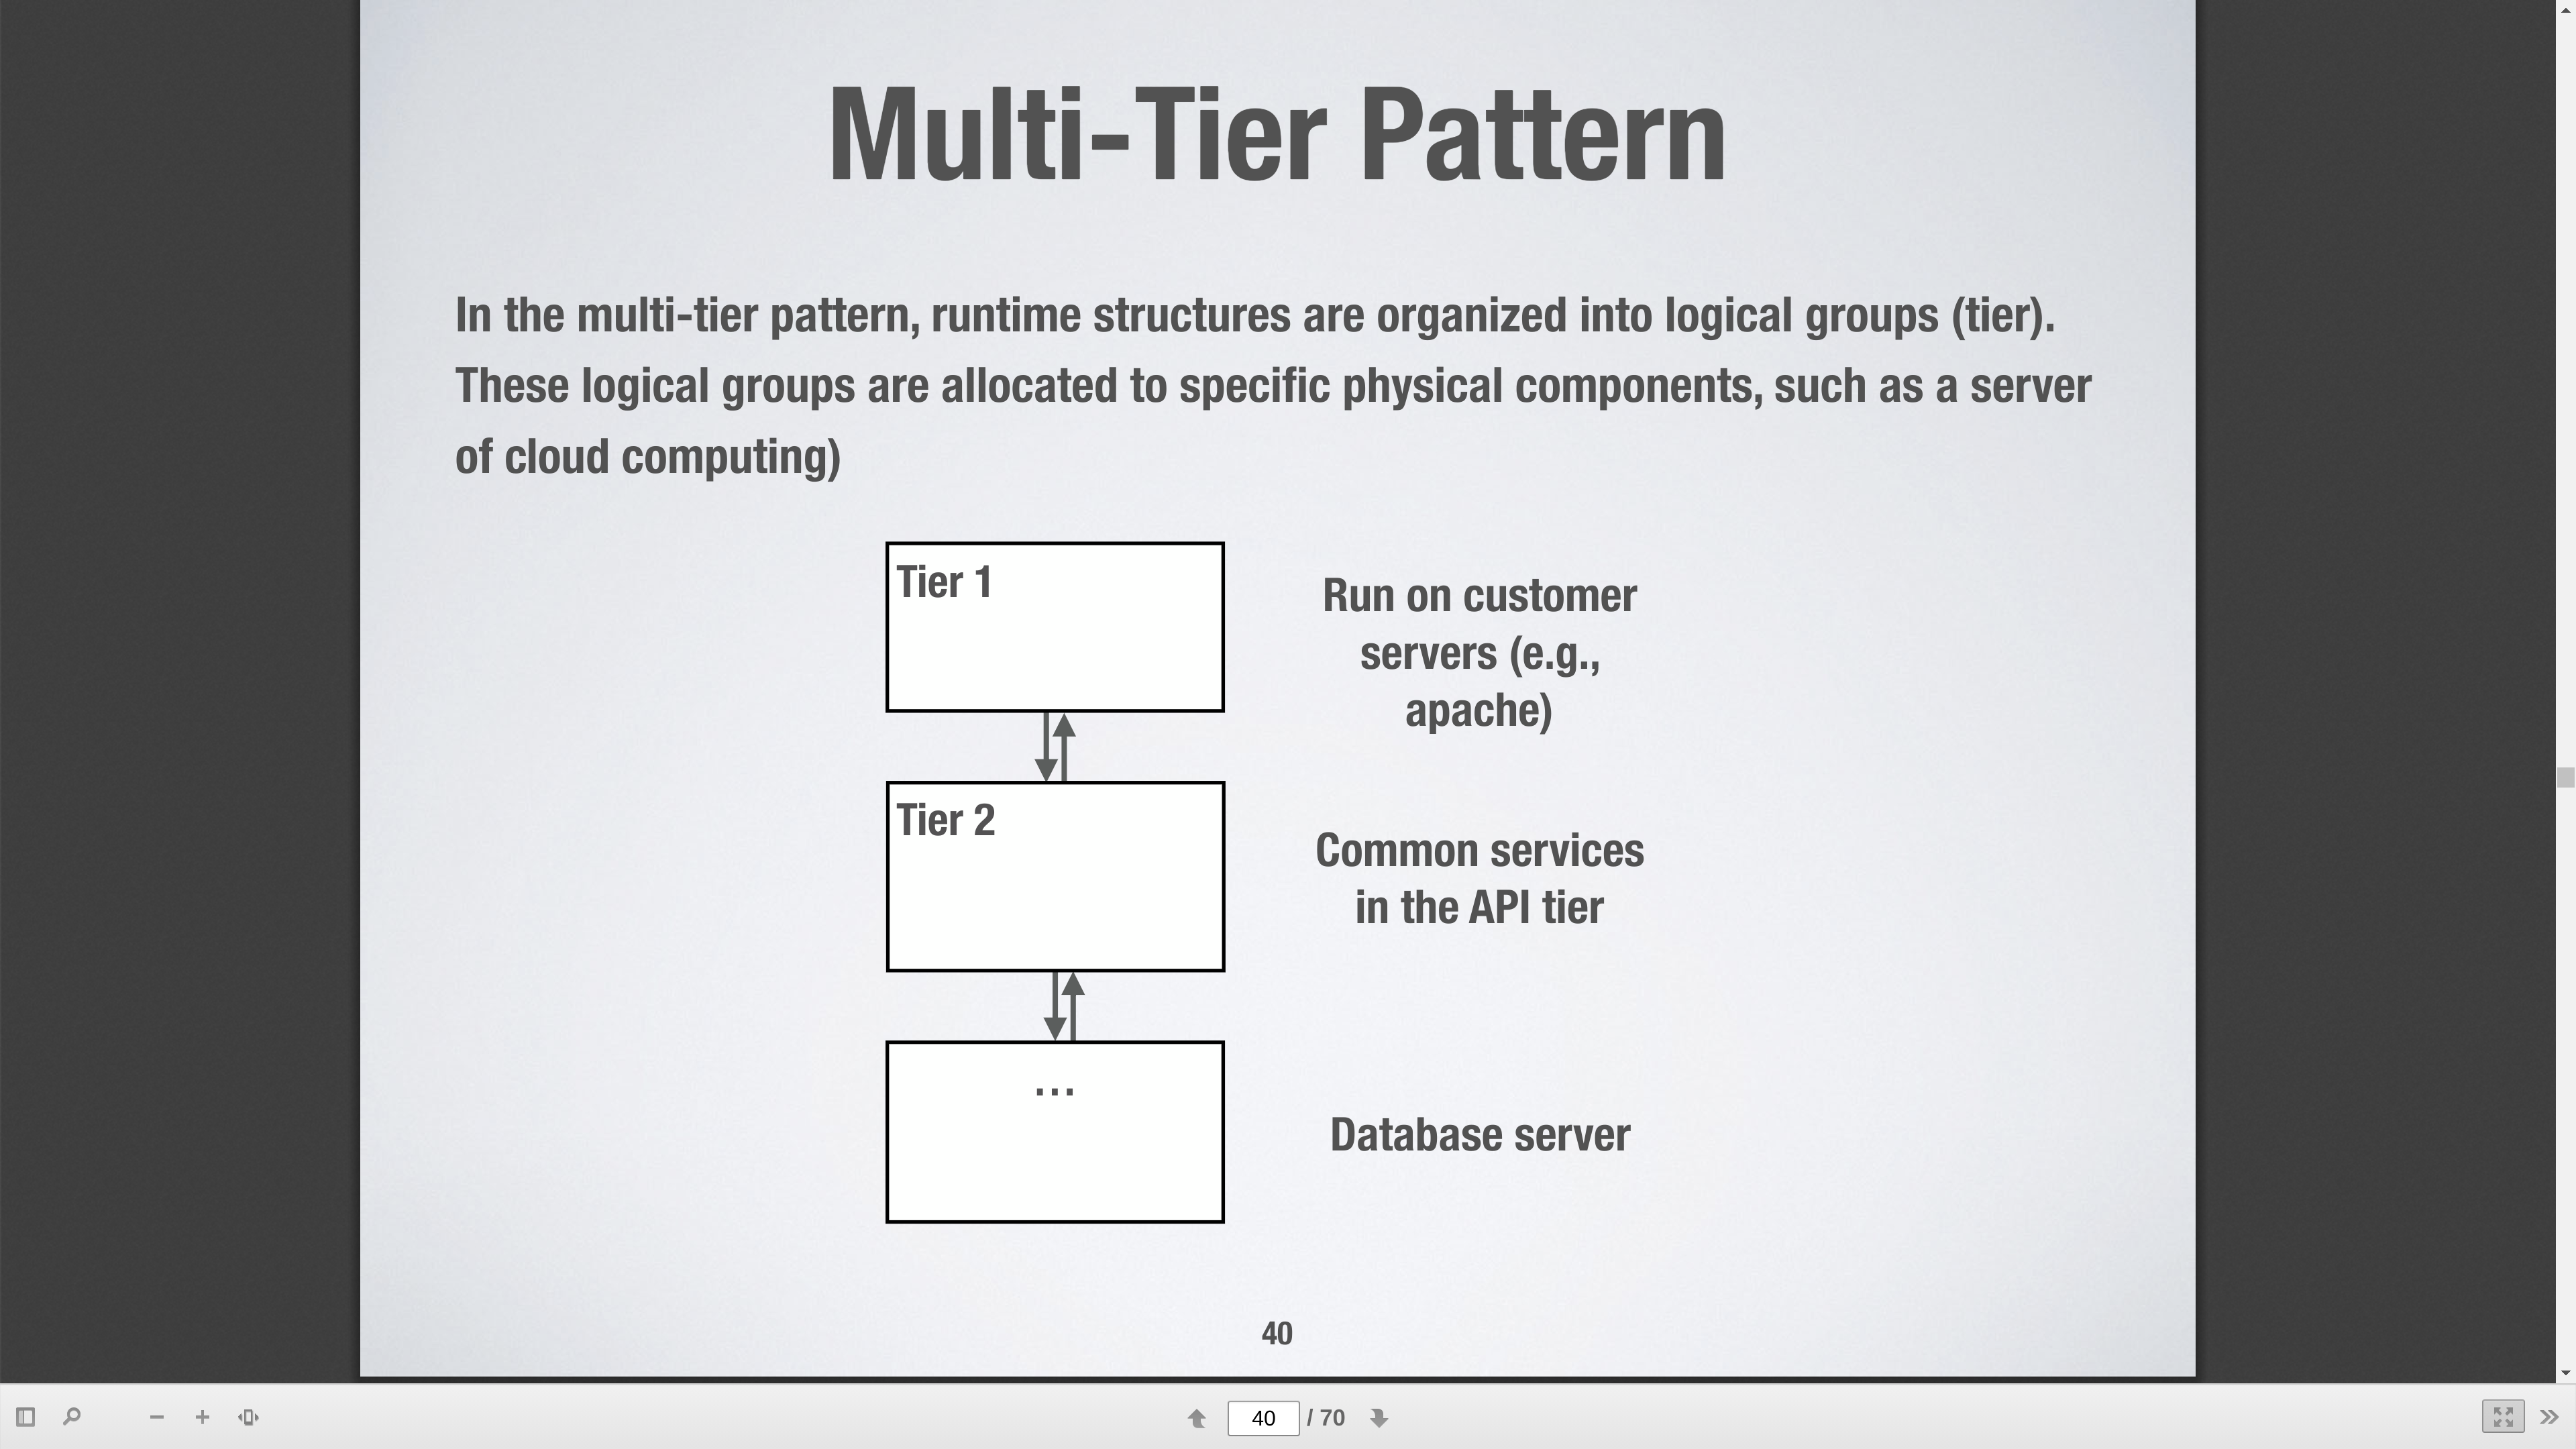 Multi-Tier Pattern
In the multi-tier pattern, runtime structures are organized into logical groups (tier).
These logical groups are allocated to specific physical components, such as a server
of cloud computing)
Tier 1
Run on customer
servers (e.g.,
apache)
Tier 2
Common services
in the API tier
...
Database server
40
40 / 70